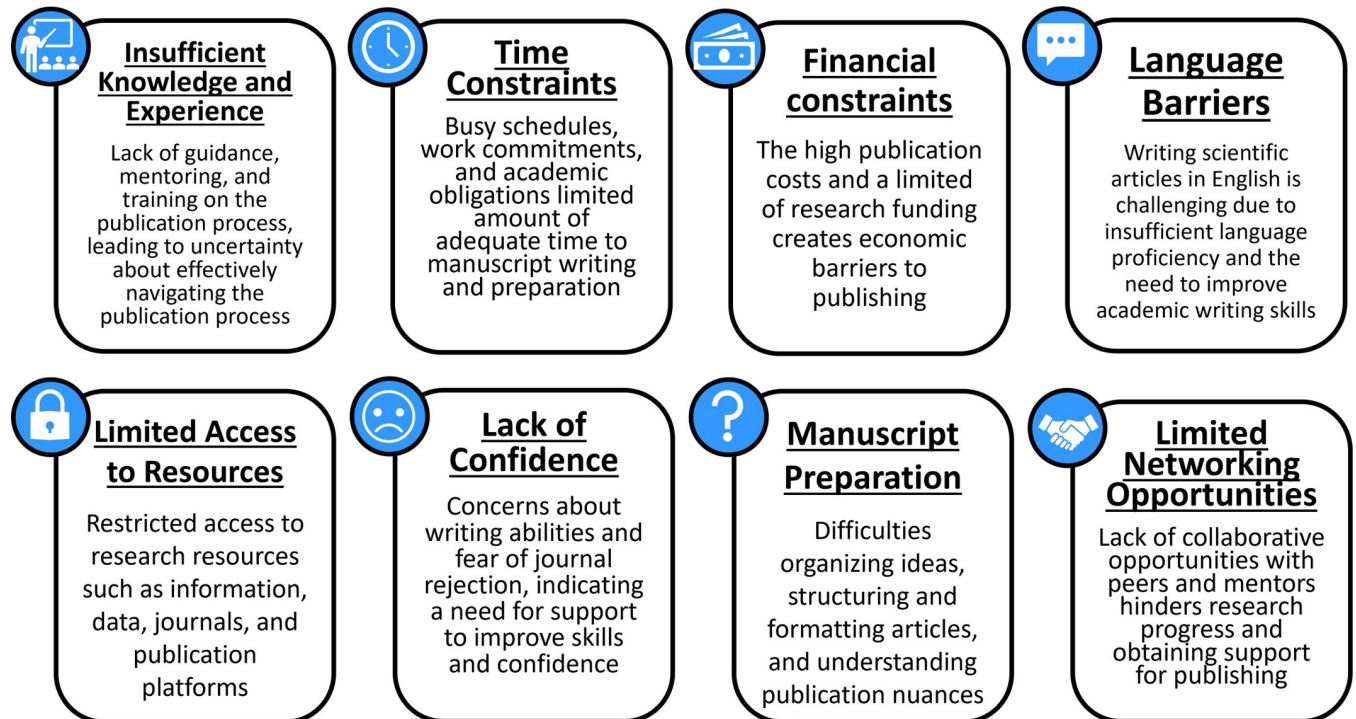 Insufficient
Knowledge and
Experience
Lack of guidance,
mentoring, and
training on the
publication process,
leading to uncertainty
about effectively
navigating the
publication process
Time
Constraints
Busy schedules,
work commitments,
and academic
obligations limited
amount of
adequate time to
manuscript writing
and preparation
Financial
constraints
The high publication
costs and a limited
of research funding
creates economic
barriers to
publishing
Language
Barriers
Writing scientific
articles in English is
challenging due to
insufficient language
proficiency and the
need to improve
academic writing skills
Limited Access
to Resources
Restricted access to
research resources
such as information,
data, journals, and
publication
platforms
Lack of
Confidence
Concerns about
writing abilities and
fear of journal
rejection, indicating
a need for support
to improve skills
and confidence
?
Manuscript
Preparation
Difficulties
organizing ideas,
structuring and
formatting articles,
and understanding
publication nuances
Limited
Networking
Opportunities
Lack of collaborative
opportunities with
peers and mentors
hinders research
progress and
obtaining support
for publishing